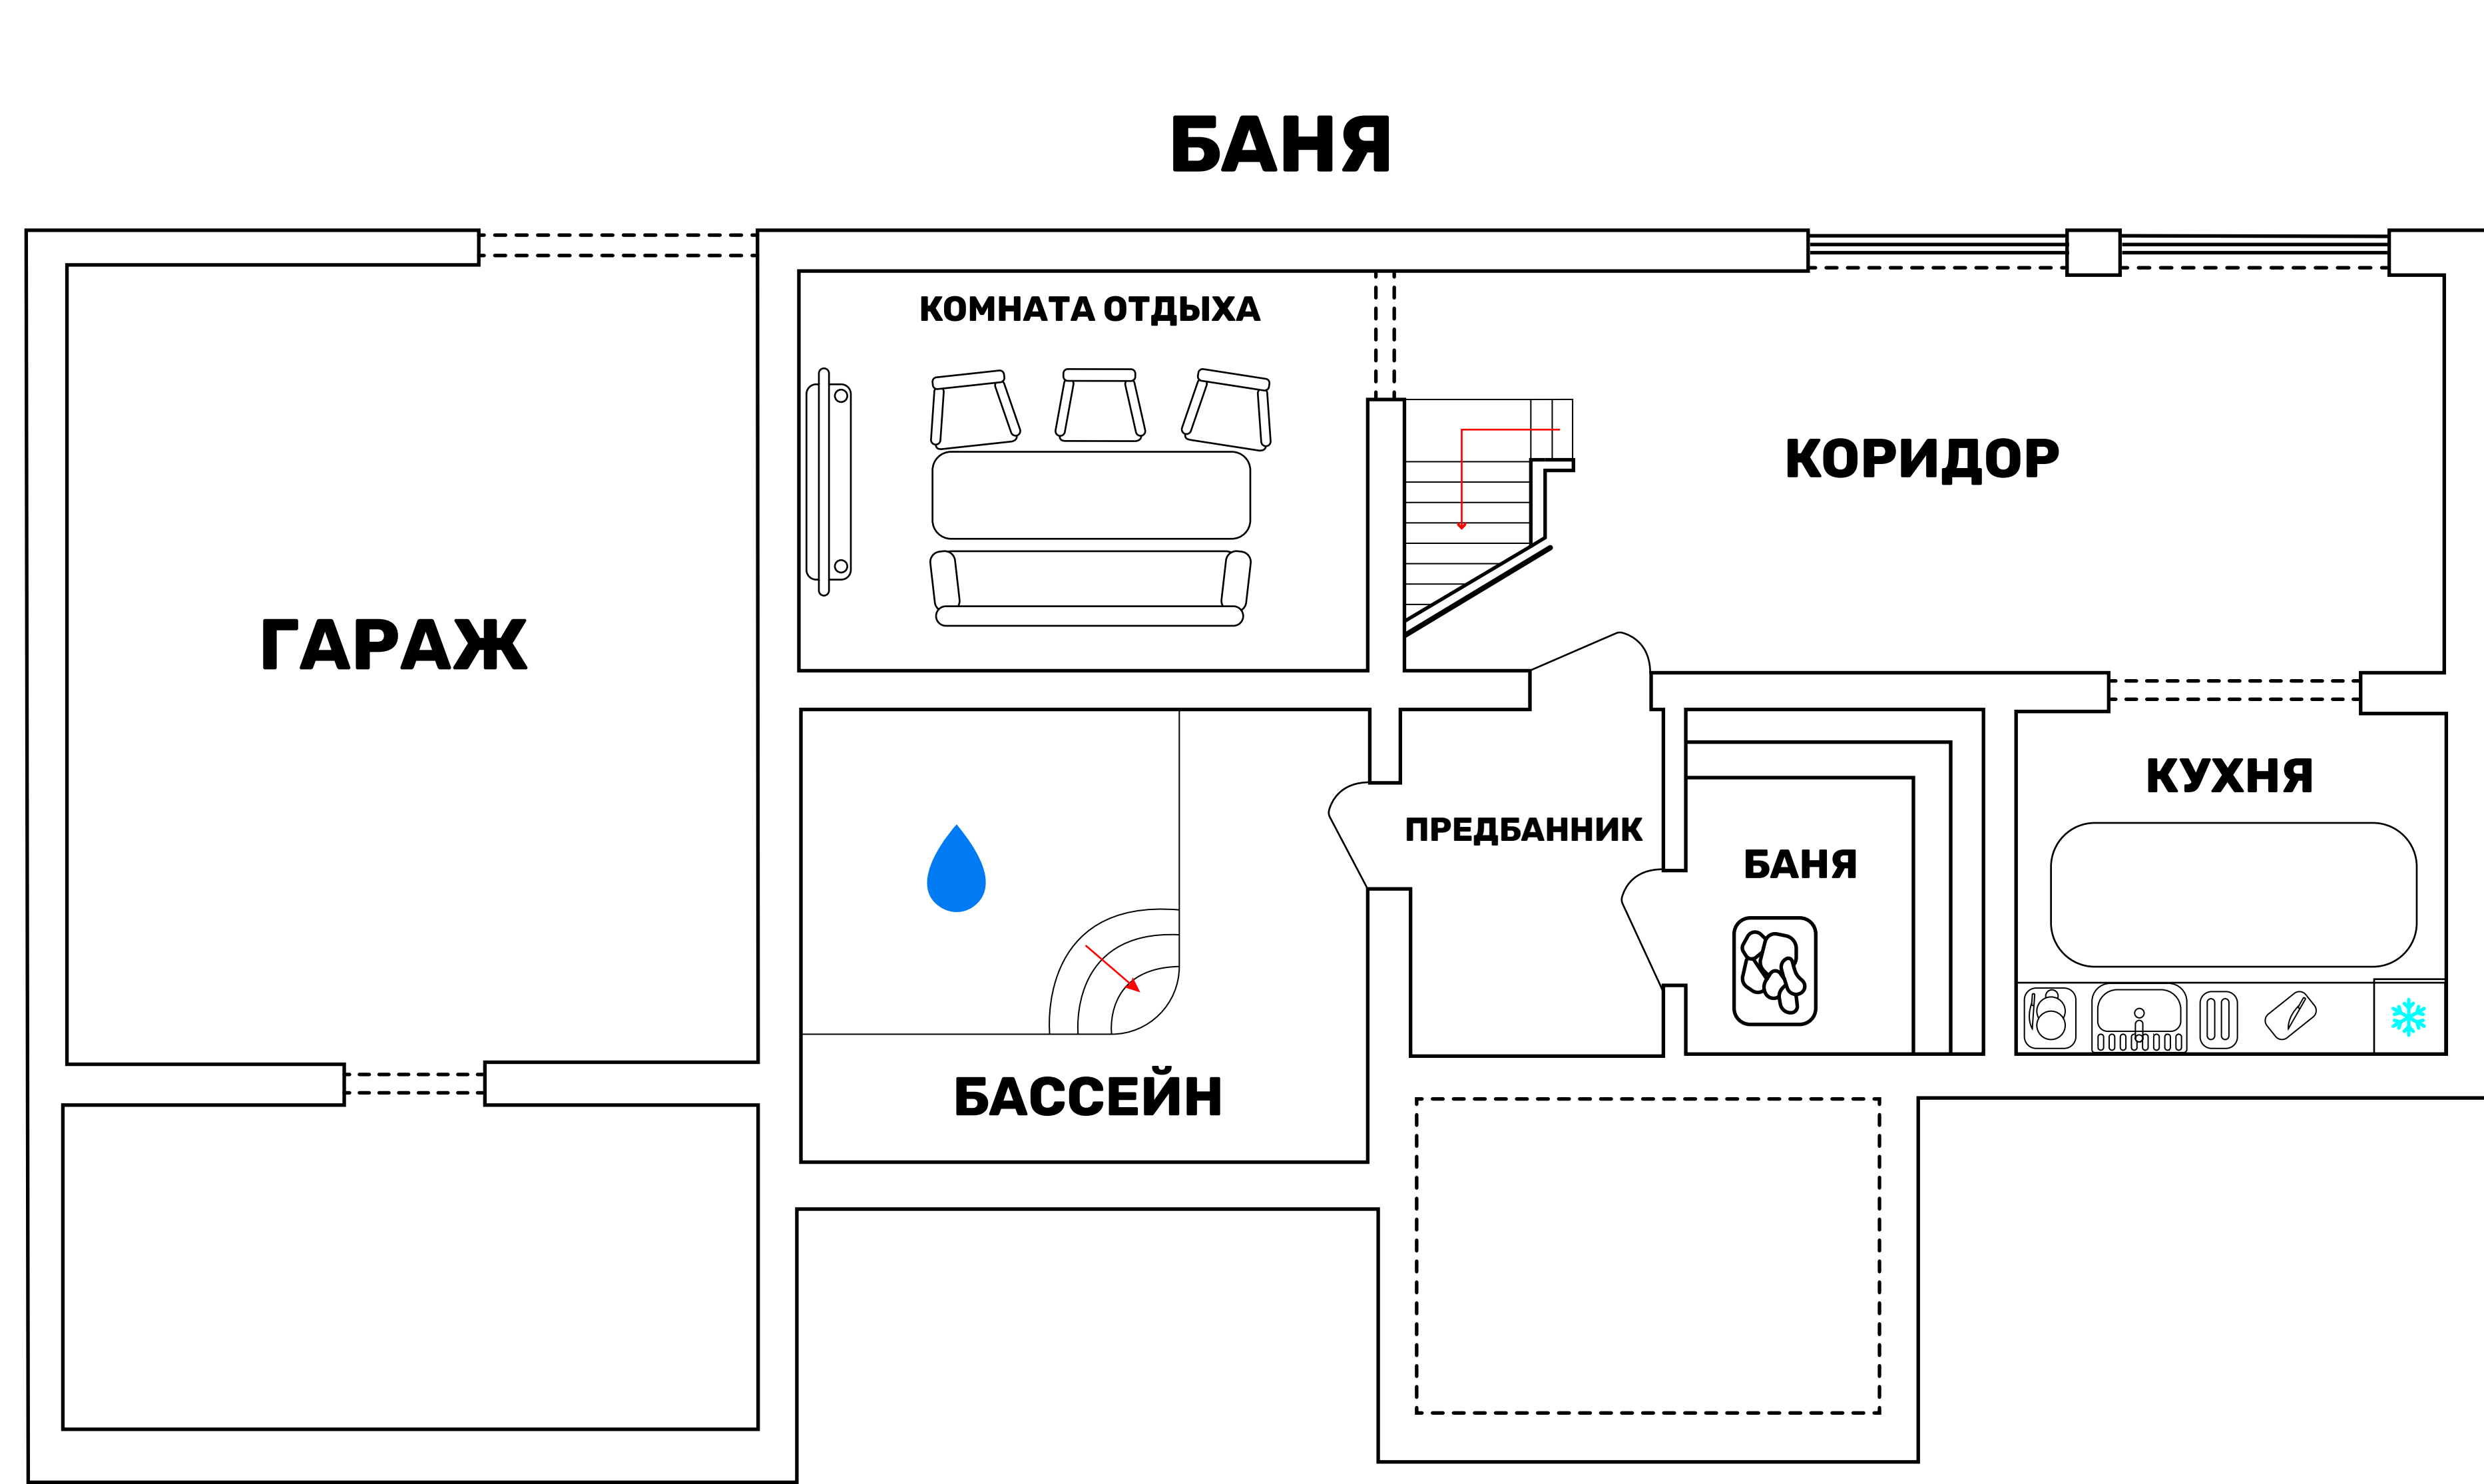 БАНЯ
КОМНАТА ОТДЫХА
КОРИДОР
ГАРАЖ
КУХНЯ
ПРЕДБАННИК
БАНЯ
БАССЕЙН